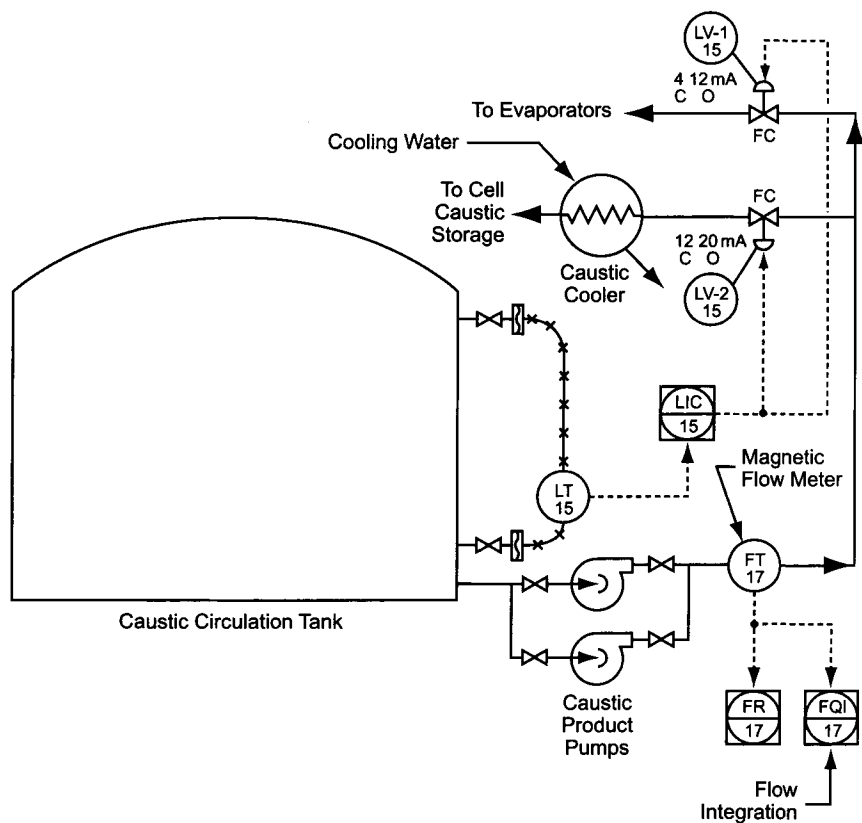 LV-1
15
4 12 mA
C O
To Evaporators
FC
Cooling Water
To Cell
Caustic
Storage
FC
12 20 mA
C O
Caustic
Cooler
LV-2
15
LIC
15
Magnetic
Flow Meter
LT
15
FT
17
Caustic Circulation Tank
Caustic
Product
Pumps
FR
17
FQI
17
Flow
Integration